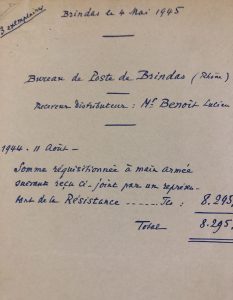 3 exemplaires
Brindas le 4 Mai 1945
Bureau de Poste de Brindas (Rhône)
Receveur Distributeur : Mr Benoît Lucien
1944 - 11 Août -
Somme réquisitionnée à main armée
suivant reçu ci-joint par un représen-
tant de la Résistance 8.295
Total 8.295